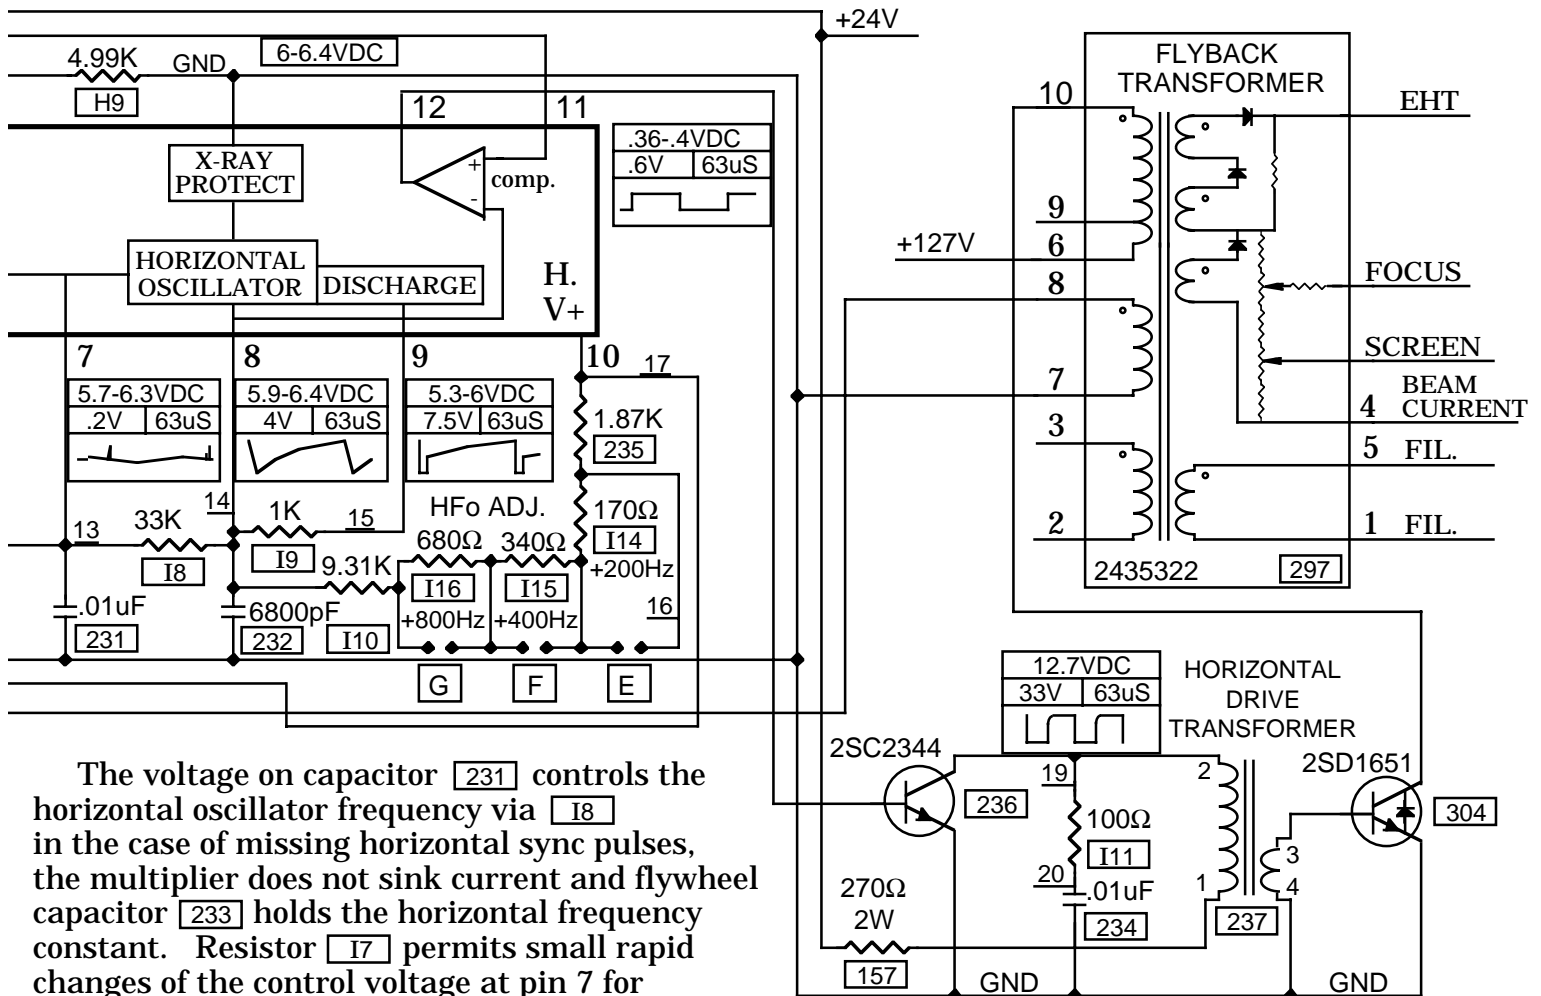 +24V
4.99K
GND
6-6.4VDC
H9
12
11
X-RAY
PROTECT
+
-
comp.
.36-.4VDC
.6V
63uS
HORIZONTAL
OSCILLATOR
DISCHARGE
H.
V+
7
8
9
10
17
5.7-6.3VDC
.2V
63uS
5.9-6.4VDC
4V
63uS
5.3-6VDC
7.5V
63uS
1.87K
235
14
13
33K
I8
1K
15
I9
HFo ADJ.
680Ω
340Ω
170Ω
I14
+200Hz
9.31K
I16
I15
16
.01uF
231
6800pF
232
I10
+800Hz
+400Hz
G
F
E
FLYBACK
TRANSFORMER
10
9
6
+127V
8
7
3
2
EHT
FOCUS
SCREEN
BEAM
4
CURRENT
5
FIL.
1
FIL.
2435322
297
12.7VDC
33V
63uS
HORIZONTAL
DRIVE
TRANSFORMER
2SC2344
236
19
100Ω
I11
20
.01uF
234
2
1
3
4
237
2SD1651
304
270Ω
2W
157
GND
GND
The voltage on capacitor 231 controls the
horizontal oscillator frequency via I8
in the case of missing horizontal sync pulses,
the multiplier does not sink current and flywheel
capacitor 233 holds the horizontal frequency
constant. Resistor I7 permits small rapid
changes of the control voltage at pin 7 for